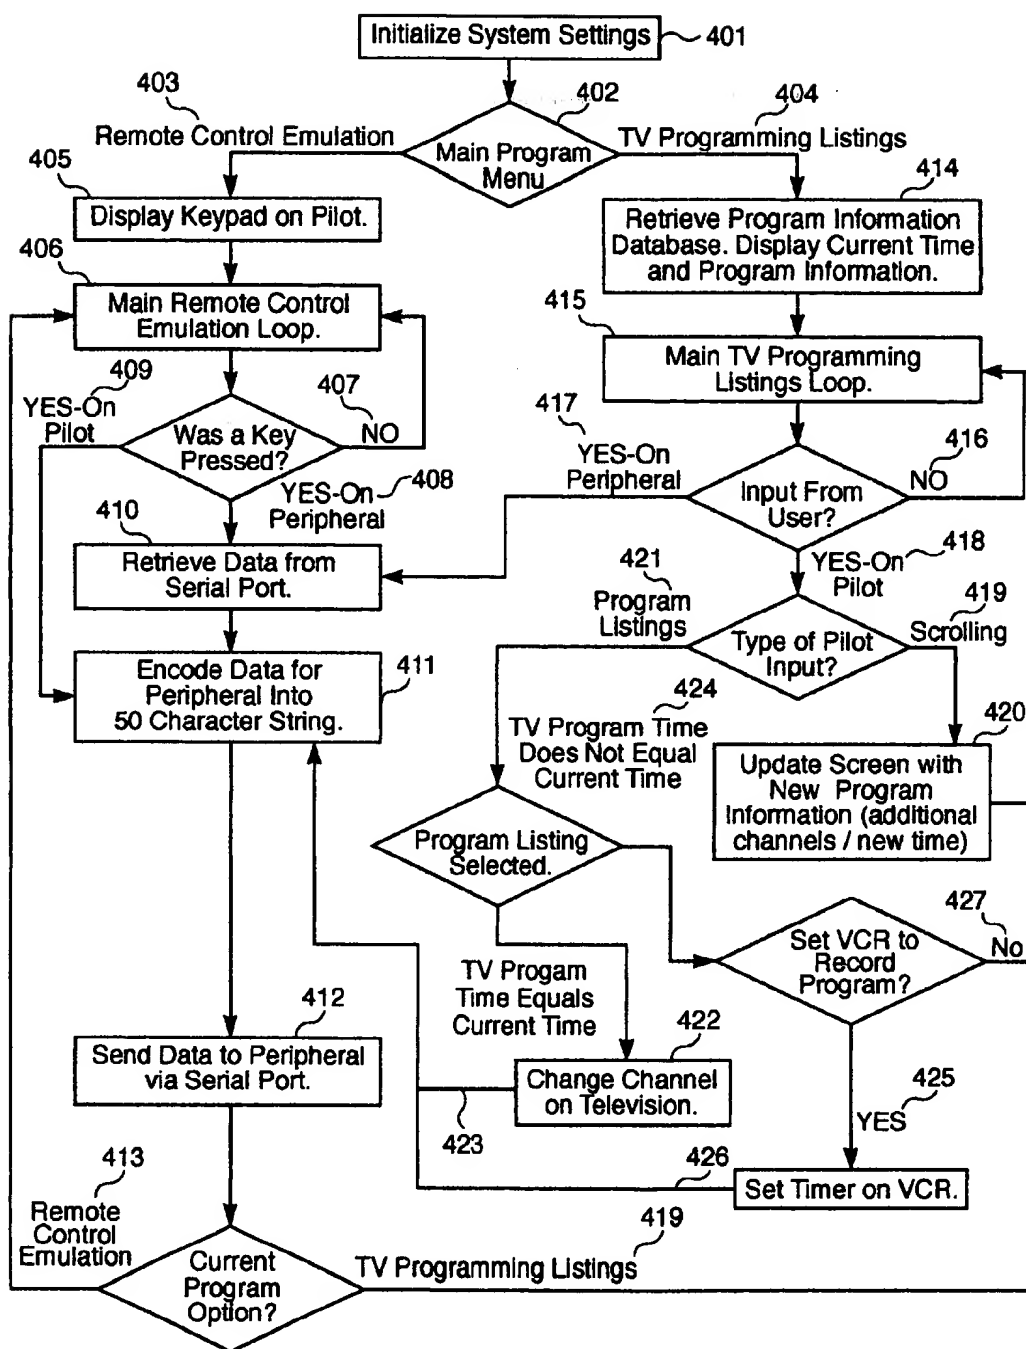 Initialize System Settings
401
403
402
404
Remote Control Emulation
TV Programming Listings
Main Program
Menu
405
414
Display Keypad on Pilot.
Retrieve Program Information
Database. Display Current Time
and Program Information.
406
Main Remote Control
Emulation Loop.
415
Main TV Programming
Listings Loop.
409
YES-On
Pilot
407
NO
Was a Key
Pressed?
417
YES-On
Peripheral
416
NO
Input From
User?
YES-On
Peripheral
408
410
Retrieve Data from
Serial Port.
YES-On
Pilot
418
421
Program
Listings
419
Scrolling
Type of Pilot
Input?
Encode Data for
Peripheral Into
50 Character String.
411
424
TV Program Time
Does Not Equal
Current Time
420
Update Screen with
New Program
Information (additional
channels / new time)
Program Listing
Selected.
427
No
Set VCR to
Record
Program?
TV Progam
Time Equals
Current Time
412
Send Data to Peripheral
via Serial Port.
422
Change Channel
on Television.
423
425
YES
426
Set Timer on VCR.
413
Remote
Control
Emulation
419
TV Programming Listings
Current
Program
Option?